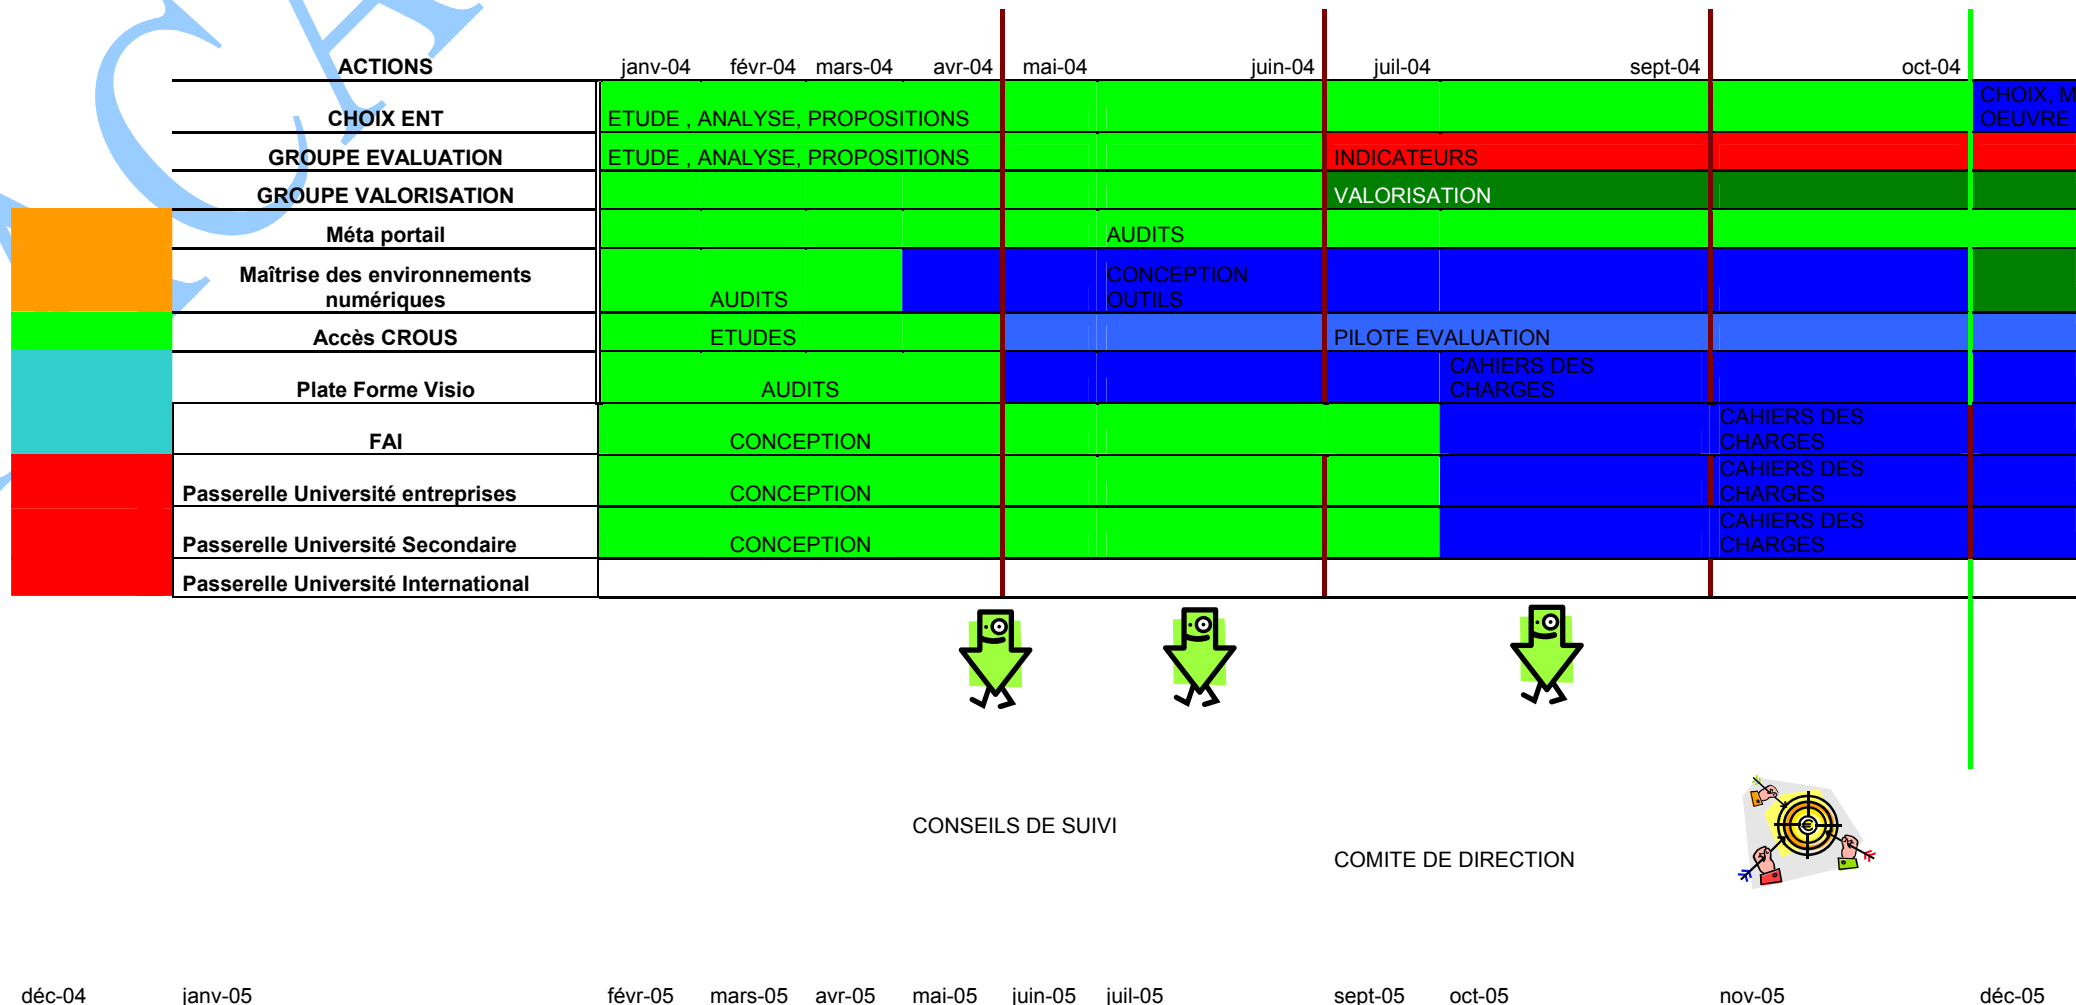 ACTIONS janv-04 févr-04 mars-04 avr-04 mai-04 juin-04 juil-04 sept-04 oct-04
CHOIX, M
CHOIX ENT ETUDE , ANALYSE, PROPOSITIONS OEUVRE
GROUPE EVALUATION ETUDE , ANALYSE, PROPOSITIONS INDICATEURS
GROUPE VALORISATION VALORISATION
Méta portail AUDITS
Maîtrise des environnements CONCEPTION
numériques AUDITS OUTILS
Accès CROUS ETUDES PILOTE EVALUATION
CAHIERS DES
Plate Forme Visio AUDITS CHARGES
CAHIERS DES
FAI CONCEPTION CHARGES
CAHIERS DES
Passerelle Université entreprises CONCEPTION CHARGES
CAHIERS DES
Passerelle Université Secondaire CONCEPTION CHARGES
Passerelle Université International
CONSEILS DE SUIVI
COMITE DE DIRECTION
déc-04 janv-05 févr-05 mars-05 avr-05 mai-05 juin-05 juil-05 sept-05 oct-05 nov-05 déc-05